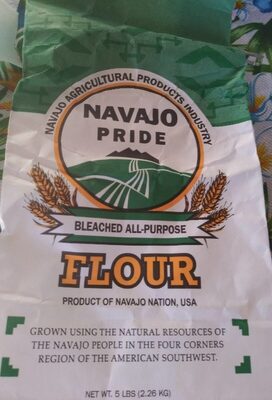 NAVAJO AGRICULTURAL PRODUCTS INDUSTRY
NAVAJO
PRIDE
BLEACHED ALL-PURPOSE
FLOUR
PRODUCT OF NAVAJO NATION, USA
GROWN USING THE NATURAL RESOURCES OF
THE NAVAJO PEOPLE IN THE FOUR CORNERS
REGION OF THE AMERICAN SOUTHWEST.
NET WT. 5 LBS (2.26 KG)